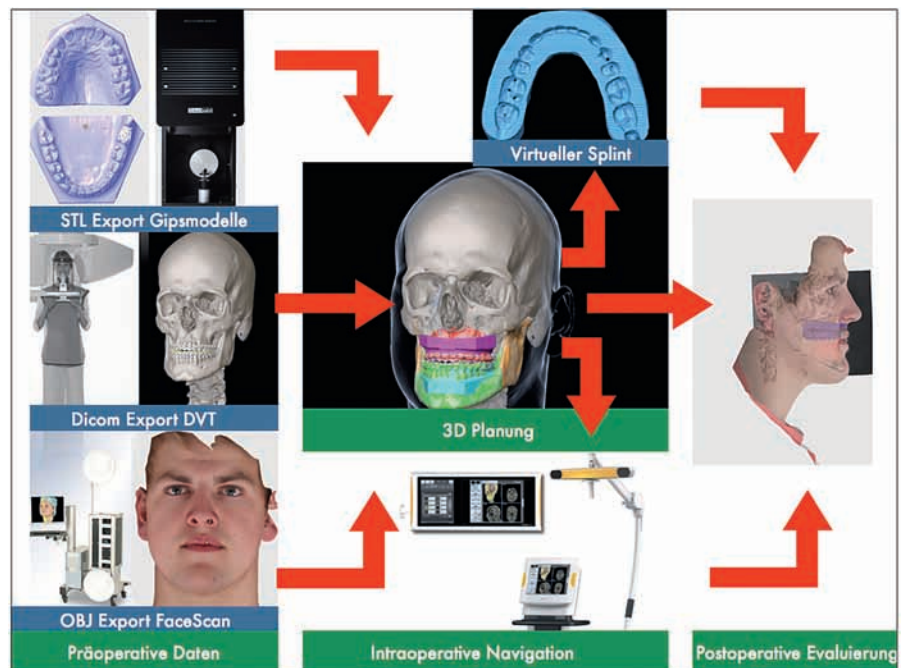 Virtueller Splint
STL Export Gipsmodelle
Dicom Export DVT
3D Planung
OBJ Export FaceScan
Präoperative Daten
Intraoperative Navigation
Postoperative Evaluierung